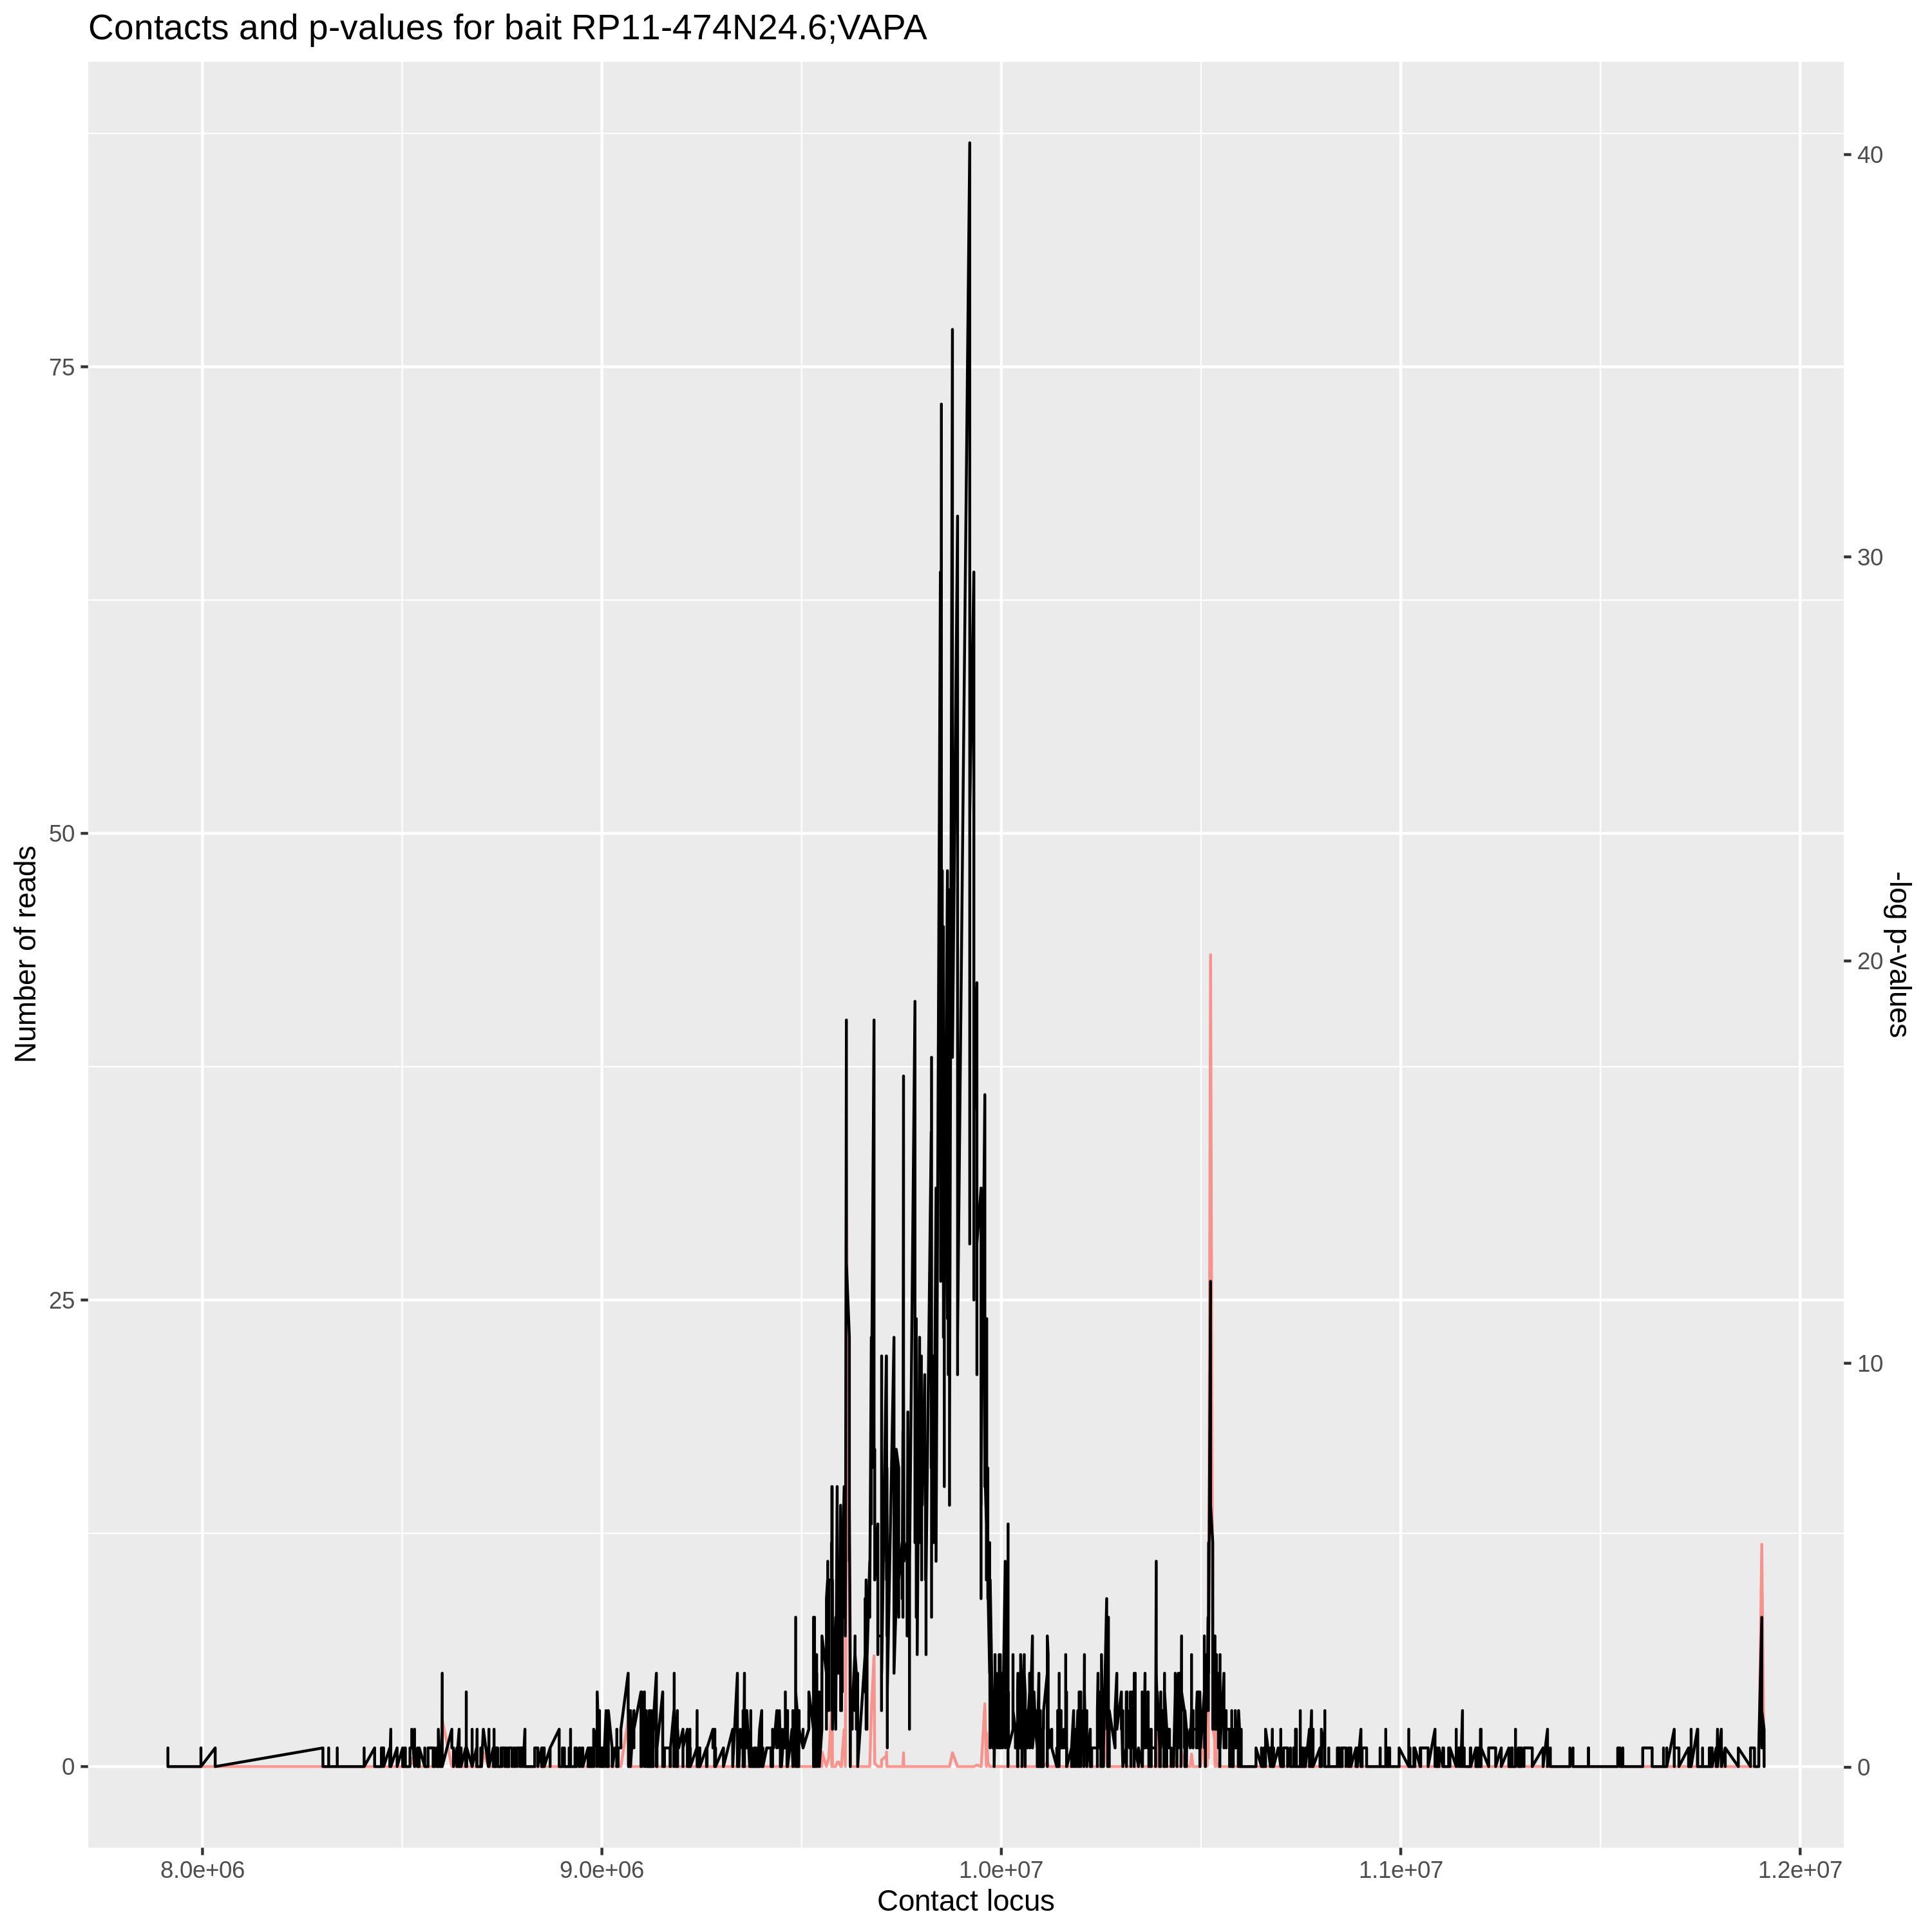 Contacts and p-values for bait RP11-474N24.6;VAPA
Number of reads
75
50
25
0
40
30
20
10
0
-log p-values
8.0e+06
9.0e+06
1.0e+07
1.1e+07
1.2e+07
Contact locus